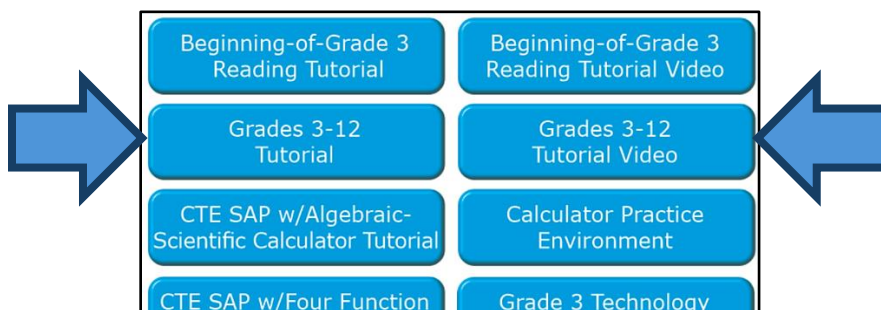 Beginning-of-Grade 3
Reading Tutorial
Beginning-of-Grade 3
Reading Tutorial Video
Grades 3-12
Tutorial
Grades 3-12
Tutorial Video
CTE SAP w/Algebraic-
Scientific Calculator Tutorial
Calculator Practice
Environment
CTE SAP w/Four Function
Grade 3 Technology